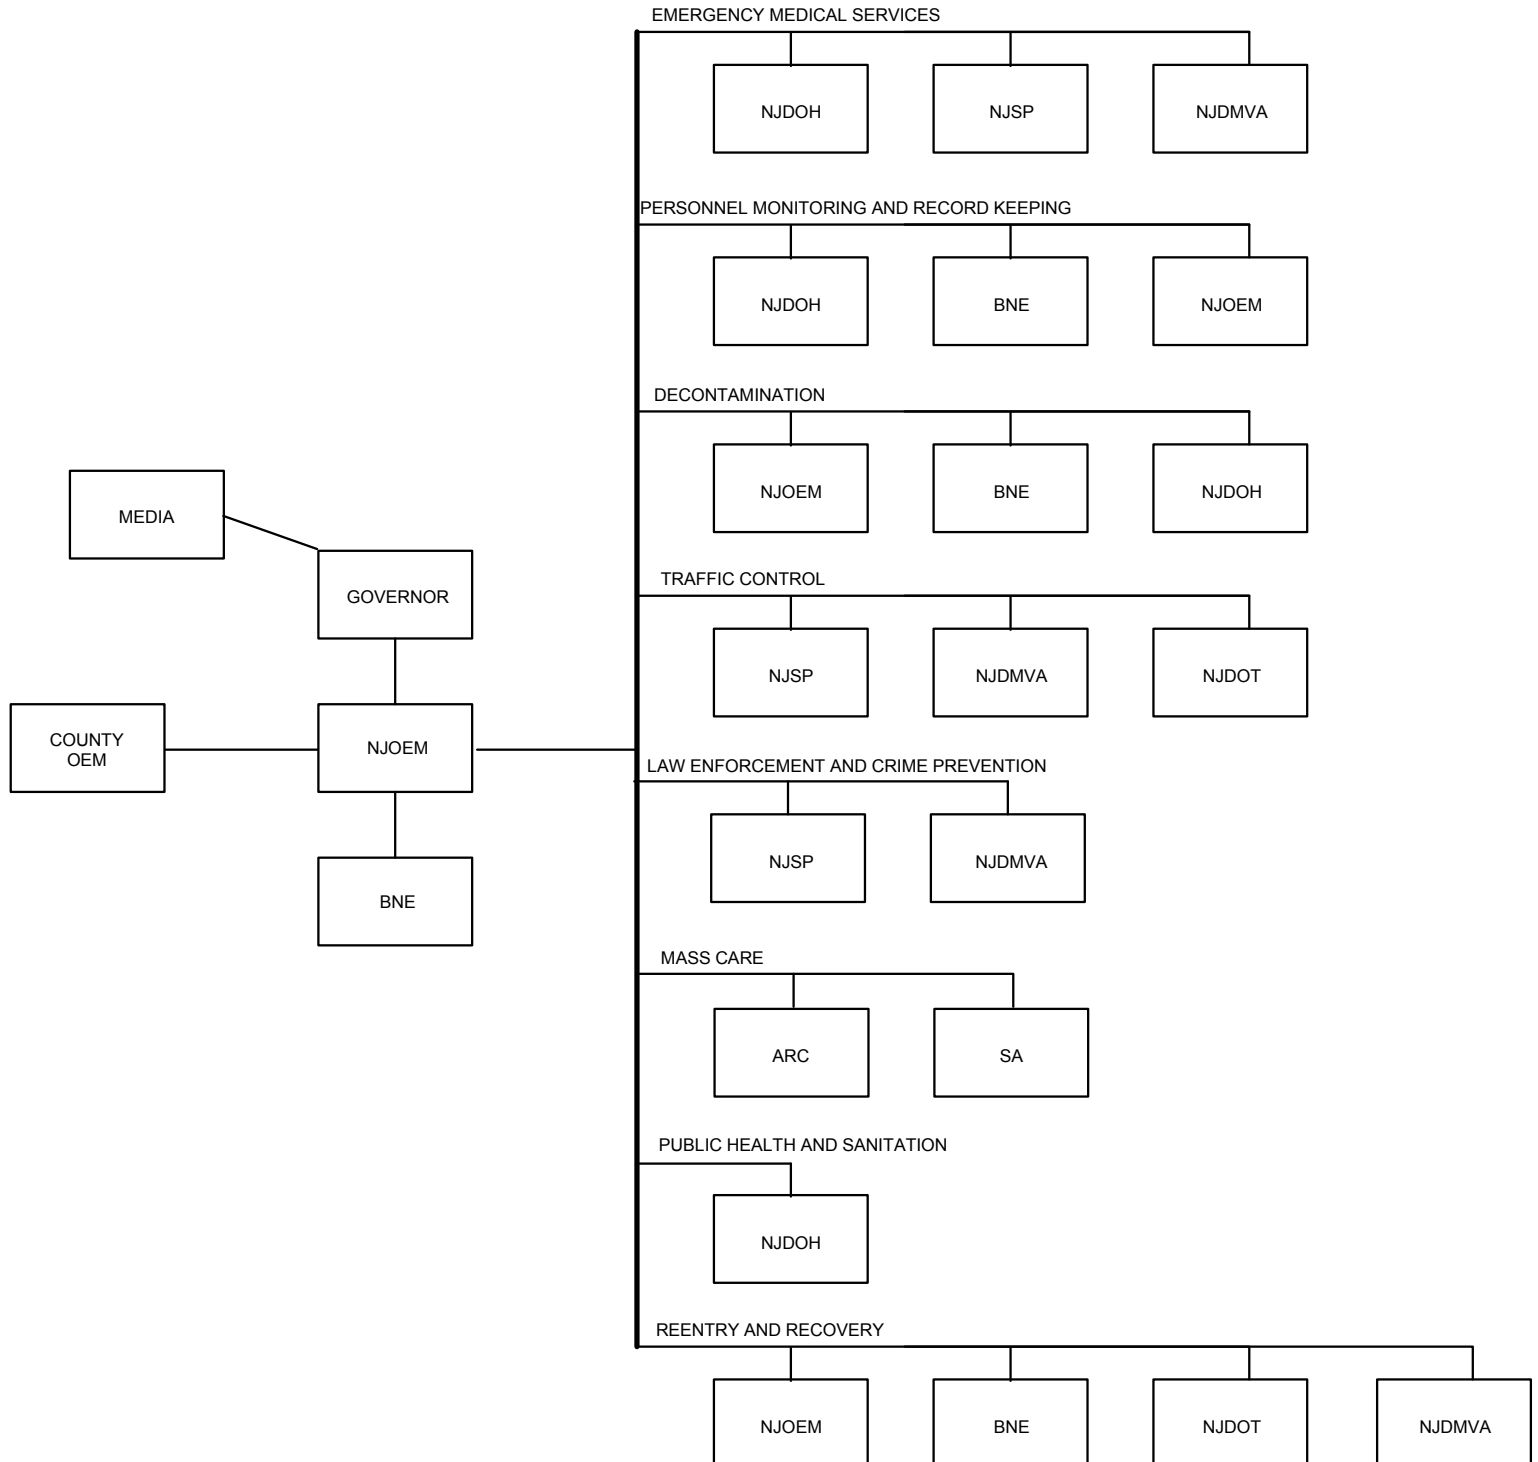 EMERGENCY MEDICAL SERVICES
NJDOH
NJSP
NJDMVA
PERSONNEL MONITORING AND RECORD KEEPING
NJDOH
BNE
NJOEM
DECONTAMINATION
NJOEM
BNE
NJDOH
MEDIA
GOVERNOR
COUNTY
OEM
NJOEM
BNE
TRAFFIC CONTROL
NJSP
NJDMVA
NJDOT
LAW ENFORCEMENT AND CRIME PREVENTION
NJSP
NJDMVA
MASS CARE
ARC
SA
PUBLIC HEALTH AND SANITATION
NJDOH
REENTRY AND RECOVERY
NJOEM
BNE
NJDOT
NJDMVA